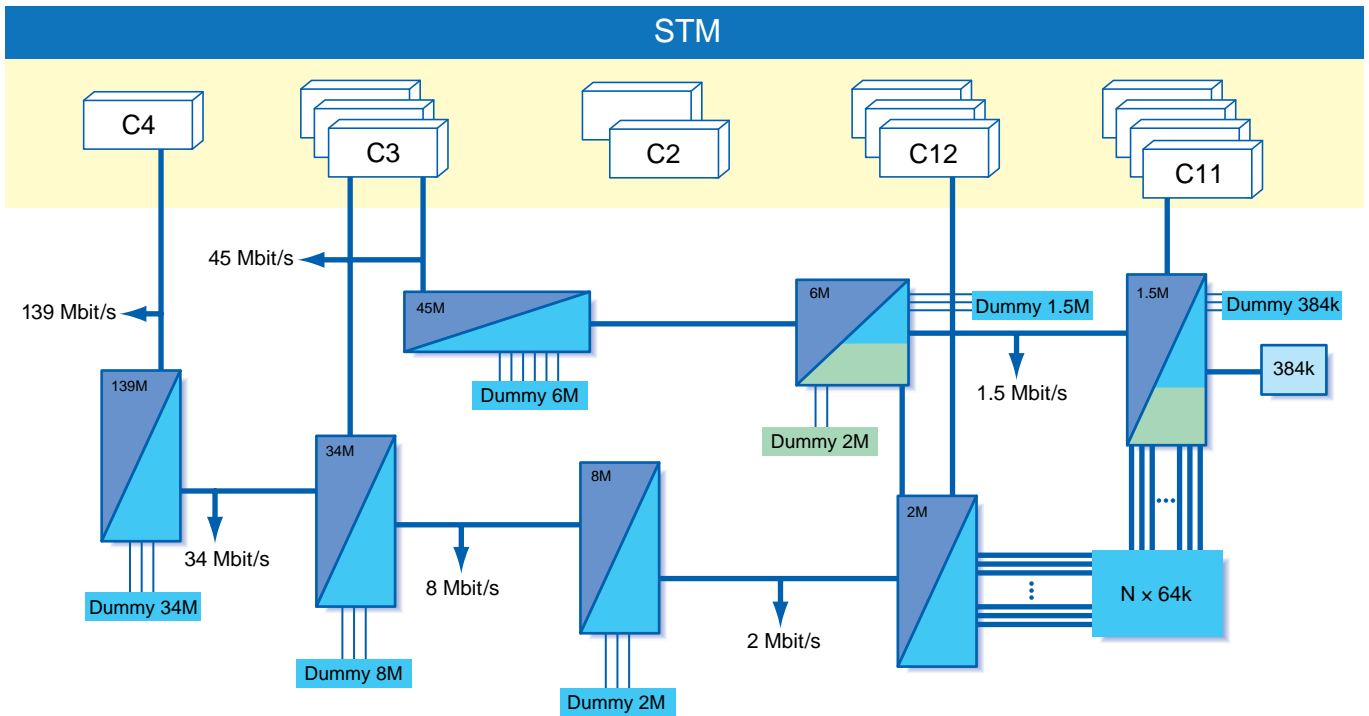 STM
C4
C3
C2
C12
C11
45 Mbit/s
139 Mbit/s
45M
6M
Dummy 1.5M
1.5M
Dummy 384k
384k
1.5 Mbit/s
139M
Dummy 6M
Dummy 2M
34M
8M
2M
34 Mbit/s
8 Mbit/s
Dummy 34M
2 Mbit/s
N × 64k
Dummy 8M
Dummy 2M